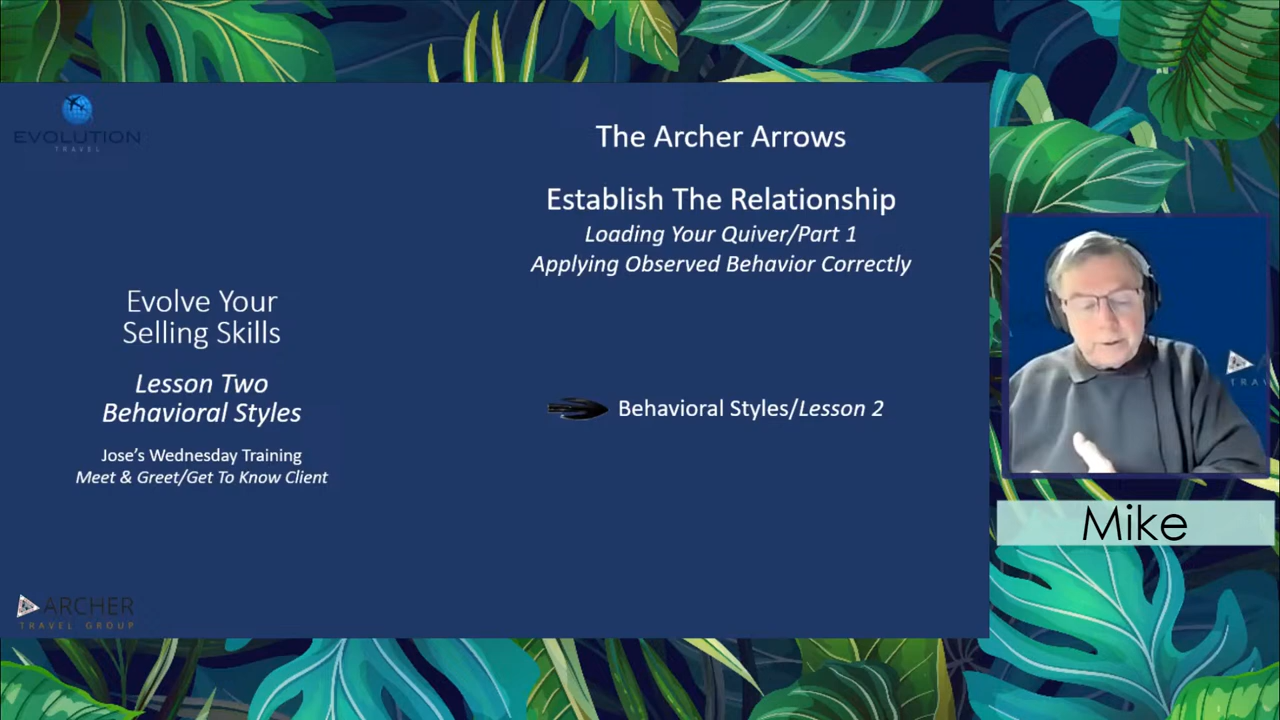 EVOLUTION
TRAVEL
The Archer Arrows
Establish The Relationship
Loading Your Quiver/Part 1
Applying Observed Behavior Correctly
Evolve Your
Selling Skills
Lesson Two
Behavioral Styles
Jose's Wednesday Training
Meet & Greet/Get To Know Client
Behavioral Styles/Lesson 2
ARCHER
TRAVEL GROUP
TRA
Mike